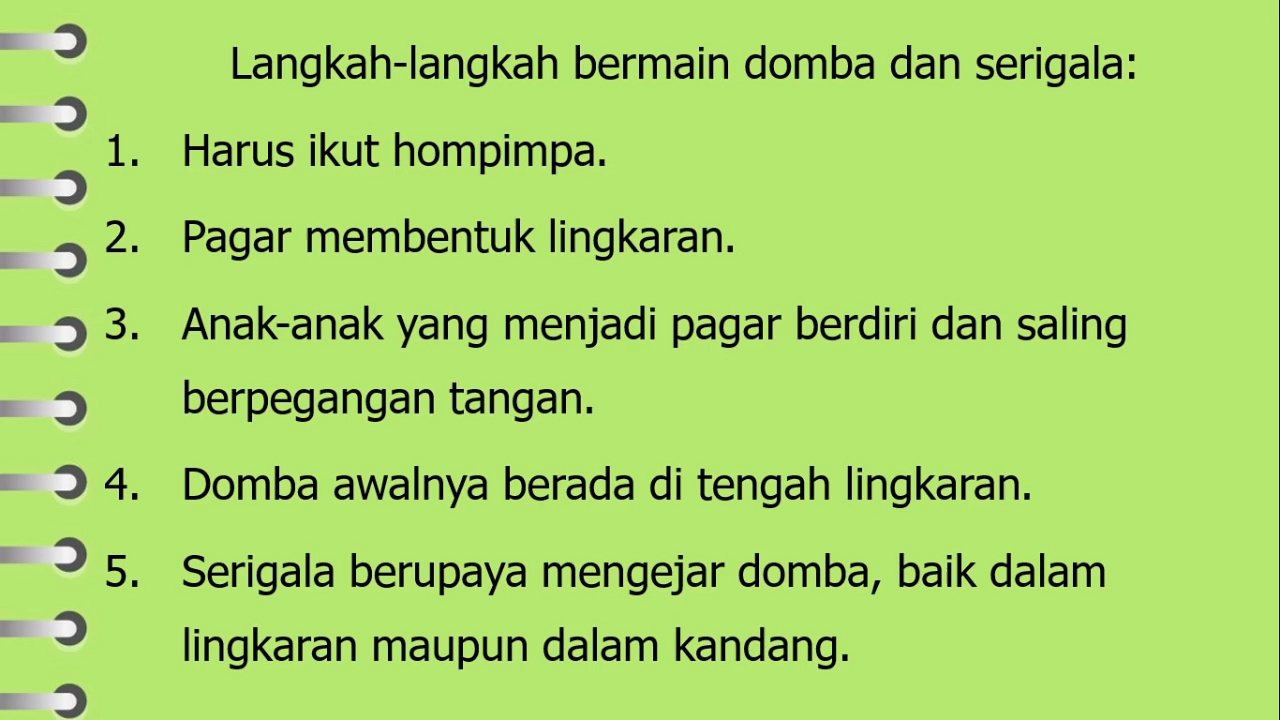 Langkah-langkah bermain domba dan serigala:
1. Harus ikut hompimpa.
2. Pagar membentuk lingkaran.
3. Anak-anak yang menjadi pagar berdiri dan saling
berpegangan tangan.
4. Domba awalnya berada di tengah lingkaran.
5. Serigala berupaya mengejar domba, baik dalam
lingkaran maupun dalam kandang.